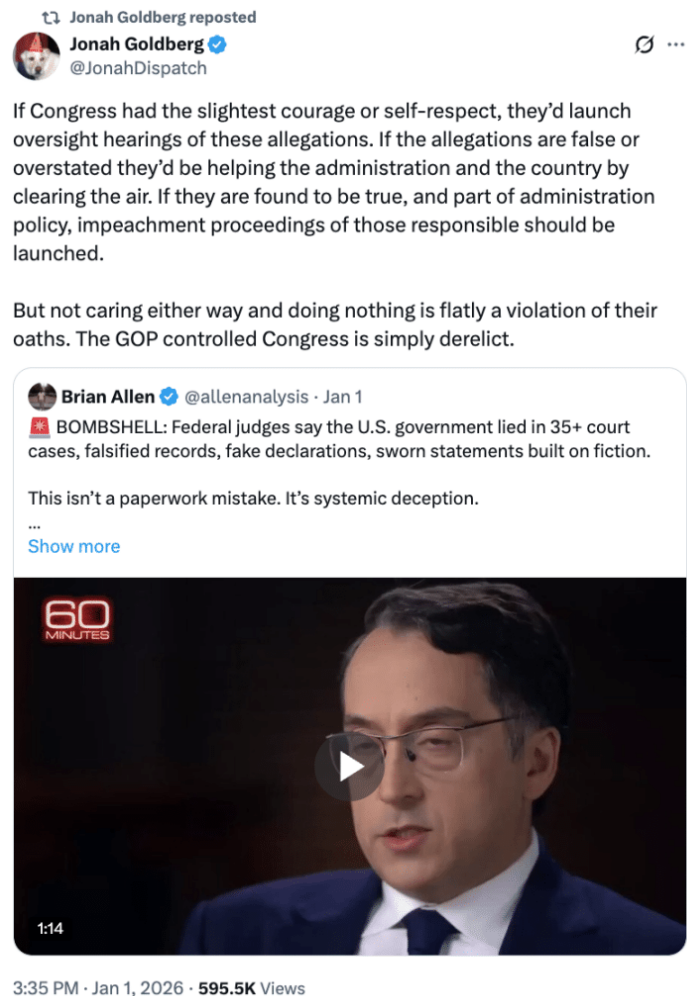 Jonah Goldberg reposted
Jonah Goldberg
@JonahDispatch
If Congress had the slightest courage or self-respect, they’d launch
oversight hearings of these allegations. If the allegations are false or
overstated they’d be helping the administration and the country by
clearing the air. If they are found to be true, and part of administration
policy, impeachment proceedings of those responsible should be
launched.
But not caring either way and doing nothing is flatly a violation of their
oaths. The GOP controlled Congress is simply derelict.
Brian Allen @allenanalysis · Jan 1
🚨 BOMBSHELL: Federal judges say the U.S. government lied in 35+ court
cases, falsified records, fake declarations, sworn statements built on fiction.
This isn’t a paperwork mistake. It’s systemic deception.
...
Show more
60
MINUTES
1:14
3:35 PM · Jan 1, 2026 · 595.5K Views